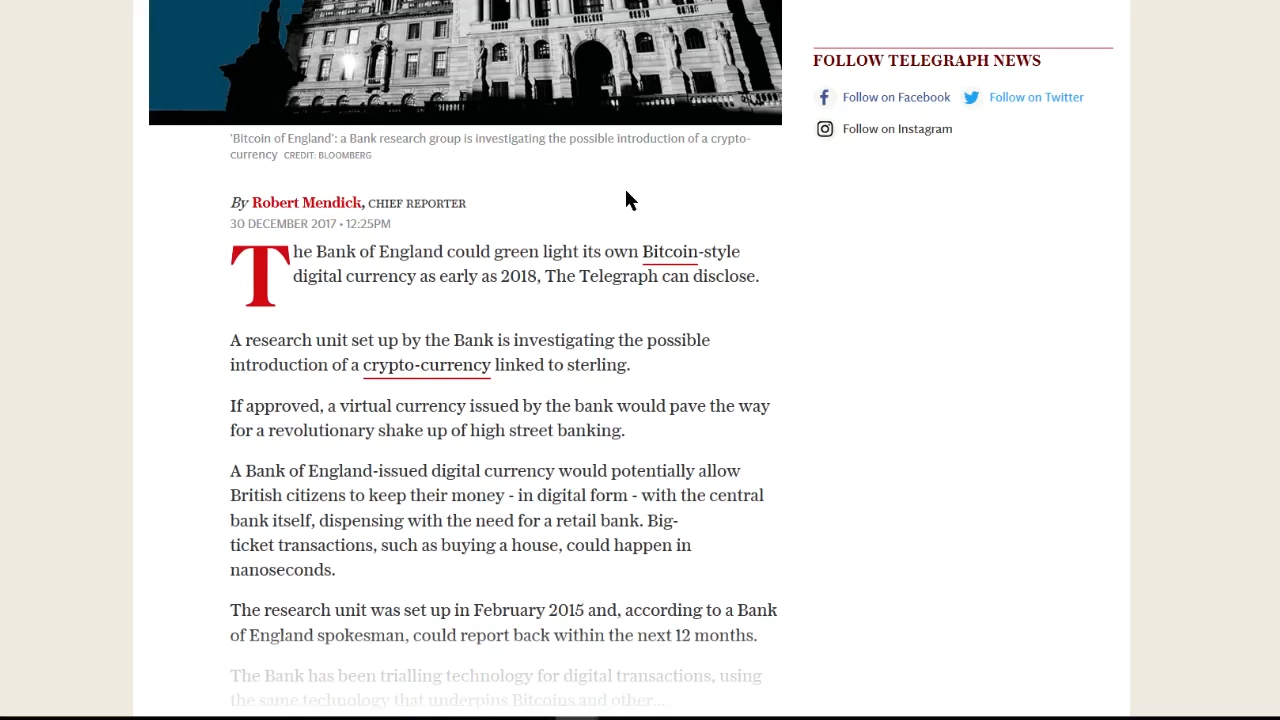 'Bitcoin of England': a Bank research group is investigating the possible introduction of a crypto-
currency CREDIT: BLOOMBERG
By Robert Mendick, CHIEF REPORTER
30 DECEMBER 2017 • 12:25PM
The Bank of England could green light its own Bitcoin-style
digital currency as early as 2018, The Telegraph can disclose.
A research unit set up by the Bank is investigating the possible
introduction of a crypto-currency linked to sterling.
If approved, a virtual currency issued by the bank would pave the way
for a revolutionary shake up of high street banking.
A Bank of England-issued digital currency would potentially allow
British citizens to keep their money - in digital form - with the central
bank itself, dispensing with the need for a retail bank. Big-
ticket transactions, such as buying a house, could happen in
nanoseconds.
The research unit was set up in February 2015 and, according to a Bank
of England spokesman, could report back within the next 12 months.
The Bank has been trialling technology for digital transactions, using
the same technology that underpins Bitcoins and other...
FOLLOW TELEGRAPH NEWS
Follow on Facebook Follow on Twitter
Follow on Instagram